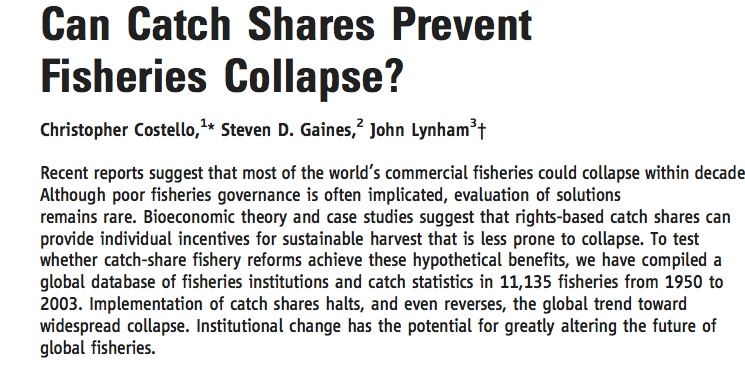 Can Catch Shares Prevent
Fisheries Collapse?
Christopher Costello,¹* Steven D. Gaines,² John Lynham³†
Recent reports suggest that most of the world's commercial fisheries could collapse within decade
Although poor fisheries governance is often implicated, evaluation of solutions
remains rare. Bioeconomic theory and case studies suggest that rights-based catch shares can
provide individual incentives for sustainable harvest that is less prone to collapse. To test
whether catch-share fishery reforms achieve these hypothetical benefits, we have compiled a
global database of fisheries institutions and catch statistics in 11,135 fisheries from 1950 to
2003. Implementation of catch shares halts, and even reverses, the global trend toward
widespread collapse. Institutional change has the potential for greatly altering the future of
global fisheries.